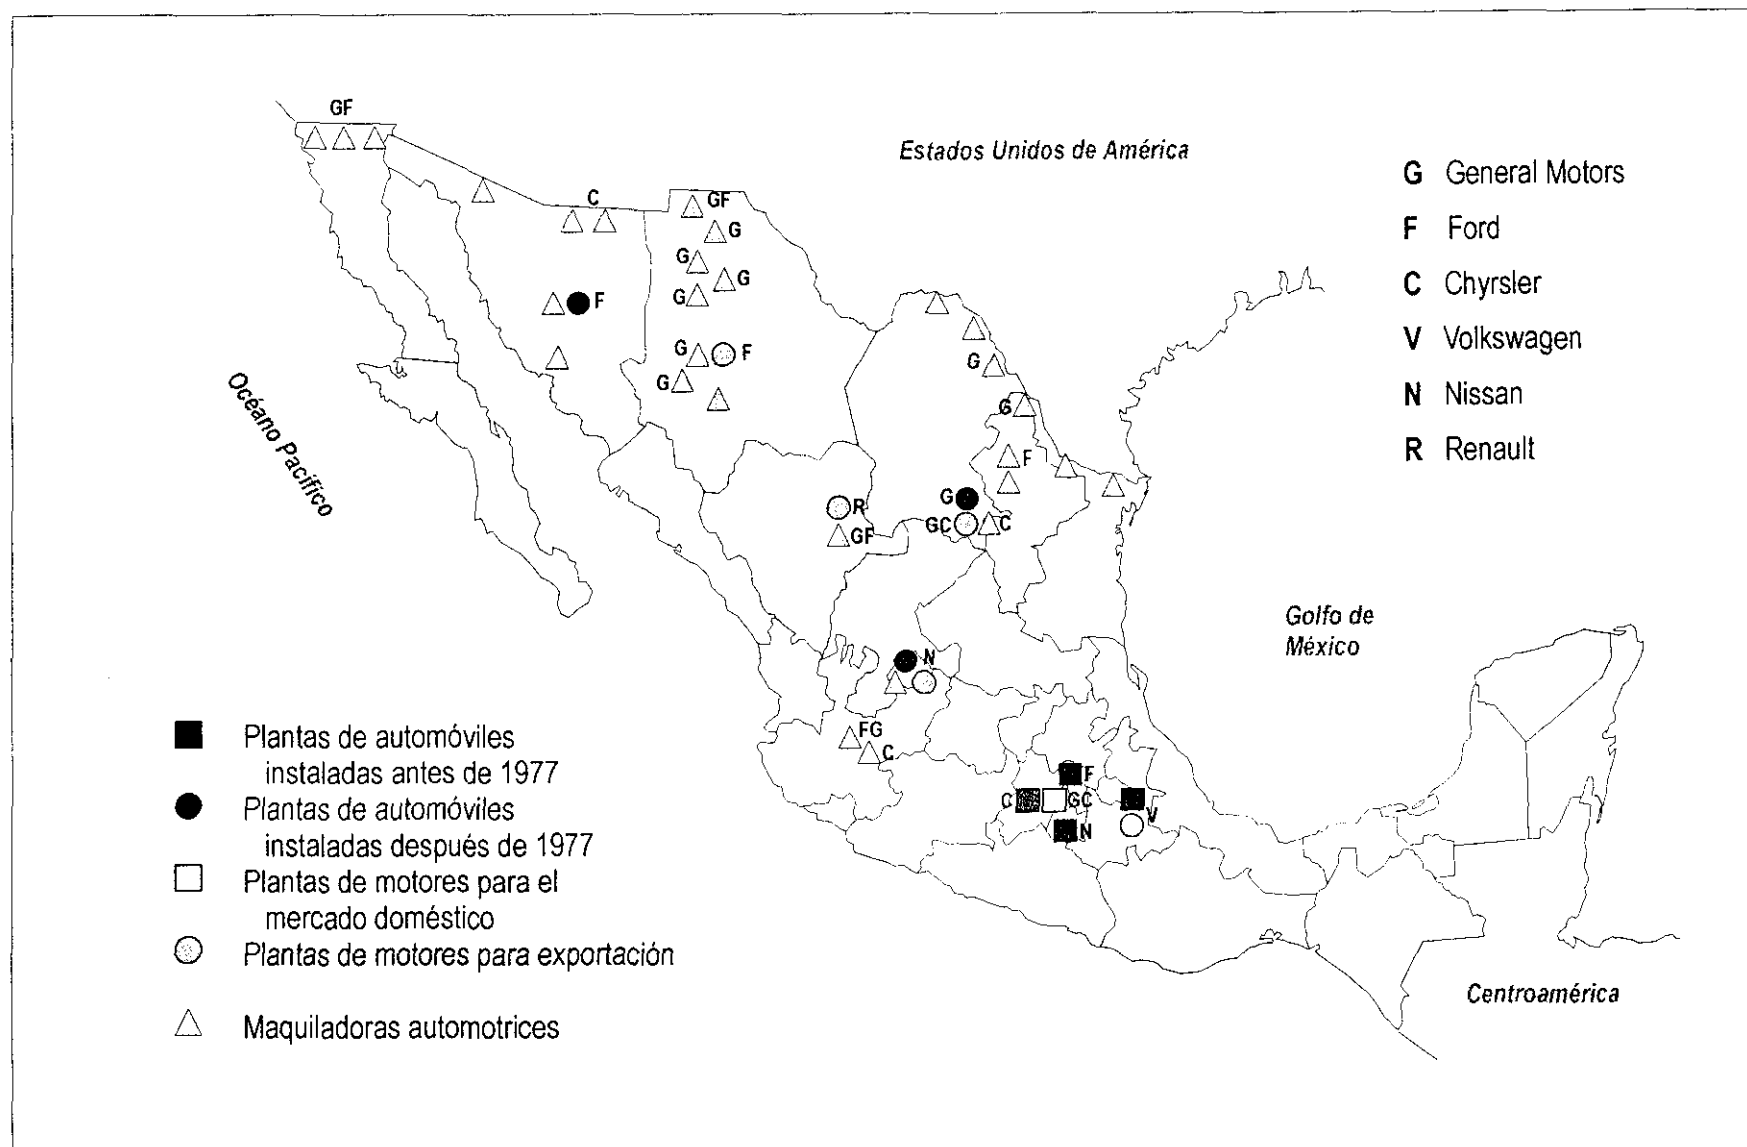 GF
Estados Unidos de América
G General Motors
F Ford
C Chyrsler
V Volkswagen
N Nissan
R Renault
C
GF
G
G
G
G
F
G
F
G
G
G
F
Océano Pacífico
G
R
GC
C
GF
Golfo de
México
N
FG
C
F
C
GC
V
N
Plantas de automóviles
instaladas antes de 1977
Plantas de automóviles
instaladas después de 1977
Plantas de motores para el
mercado doméstico
Plantas de motores para exportación
Maquiladoras automotrices
Centroamérica